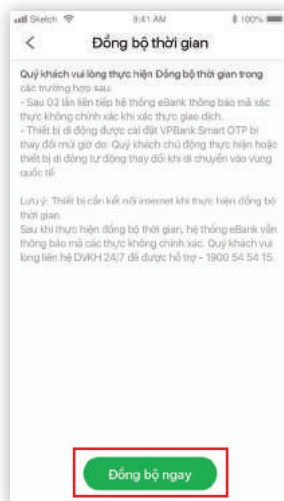 Sketch 9:41 AM 100%
Đồng bộ thời gian
Quý khách vui lòng thực hiện Đồng bộ thời gian trong
các trường hợp sau:
- Sau 03 lần liên tiếp hệ thống eBank thông báo mã xác
thực không chính xác khi xác thực giao dịch.
- Thiết bị di động được cài đặt VPBank Smart OTP bị
thay đổi múi giờ do: Quý khách chủ động thực hiện hoặc
thiết bị di động tự động thay đổi khi di chuyển vào vùng
quốc tế.
Lưu ý: Thiết bị cần kết nối internet khi thực hiện đồng bộ
thời gian.
Sau khi thực hiện đồng bộ thời gian, hệ thống eBank vẫn
thông báo mã các thực không chính xác. Quý khách vui
lòng liên hệ DVKH 24/7 để được hỗ trợ - 1900 54 54 15.
Đồng bộ ngay